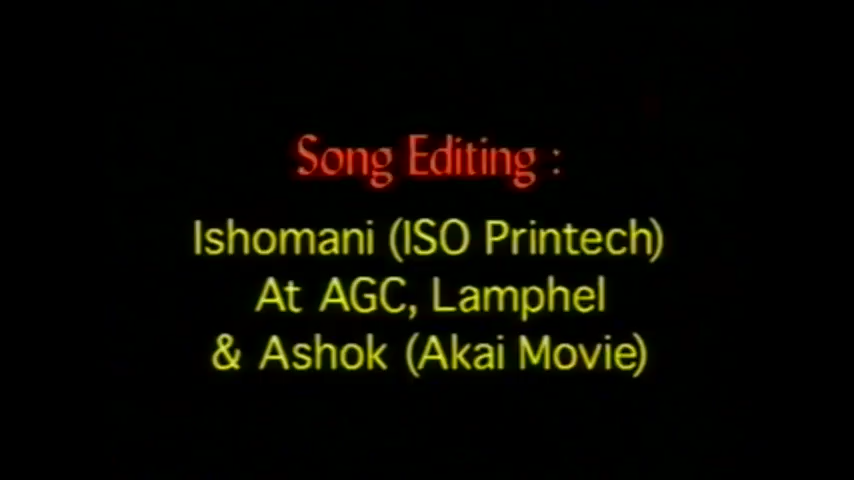 Song Editing :
Ishomani (ISO Printech)
At AGC, Lamphel
& Ashok (Akai Movie)